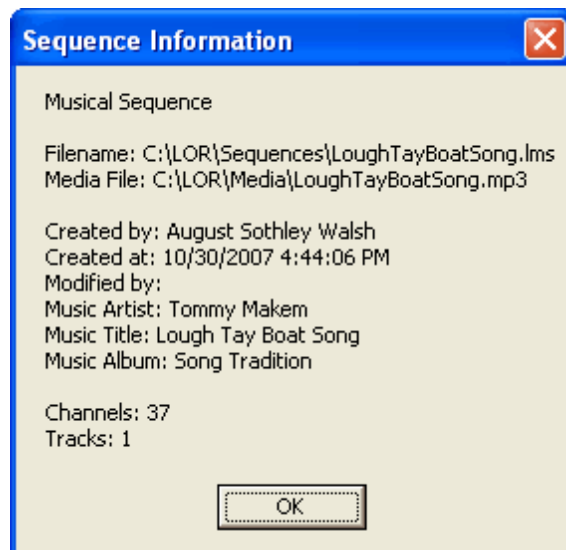 Sequence Information
Musical Sequence
Filename: C:\LOR\Sequences\LoughTayBoatSong.lms
Media File: C:\LOR\Media\LoughTayBoatSong.mp3
Created by: August Sothley Walsh
Created at: 10/30/2007 4:44:06 PM
Modified by:
Music Artist: Tommy Makem
Music Title: Lough Tay Boat Song
Music Album: Song Tradition
Channels: 37
Tracks: 1
OK